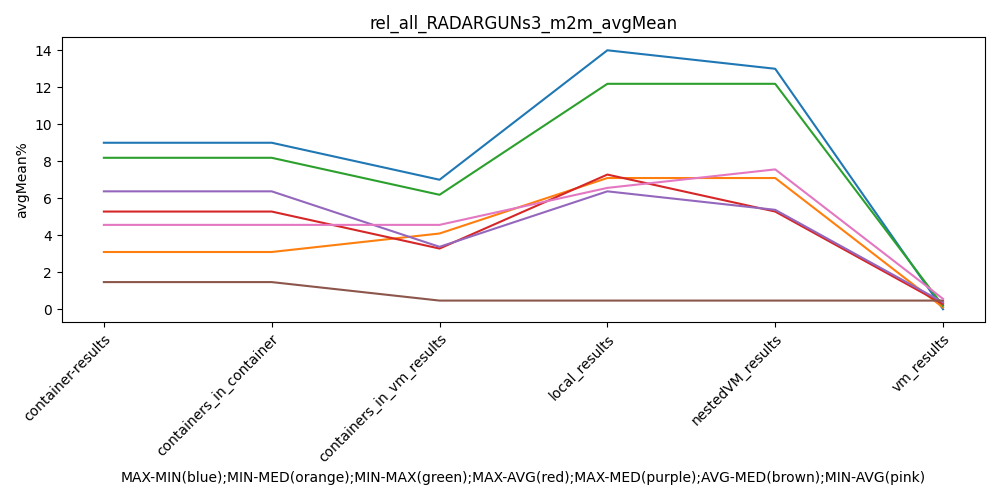 rel_all_RADARGUNs3_m2m_avgMean
avgMean%
14
12
10
8
6
4
2
0
container-results
containers_in_container
containers_in_vm_results
local_results
nestedVM_results
vm_results
MAX-MIN(blue);MIN-MED(orange);MIN-MAX(green);MAX-AVG(red);MAX-MED(purple);AVG-MED(brown);MIN-AVG(pink)